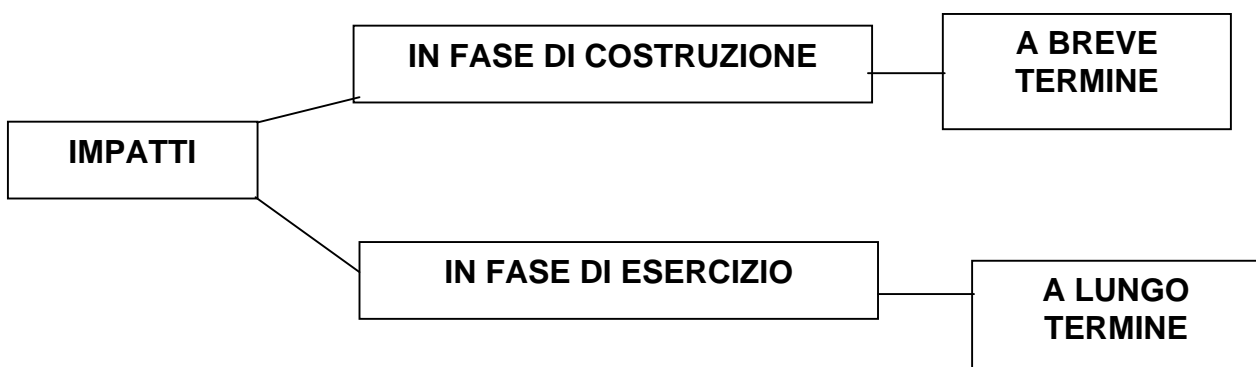 IN FASE DI COSTRUZIONE
A BREVE
TERMINE
IMPATTI
IN FASE DI ESERCIZIO
A LUNGO
TERMINE